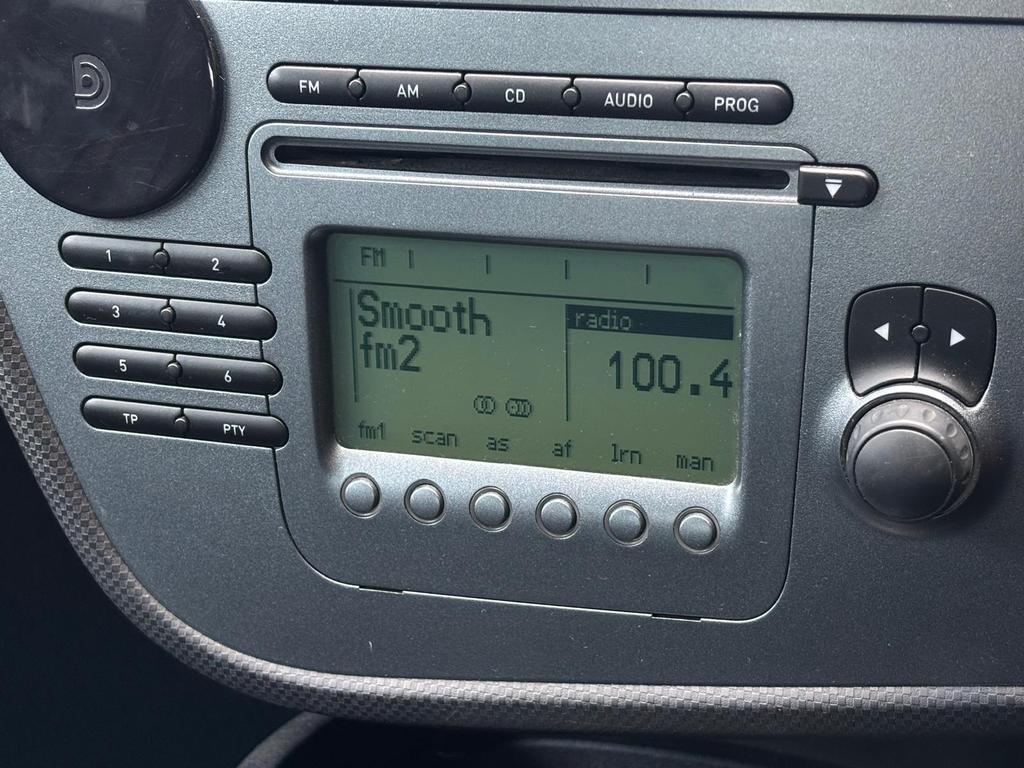 FM AM CD AUDIO PROG
1 2
3 4
5 6
TP PTY
FM
Smooth radio
fm2 100.4
fm1 scan as af lrn man